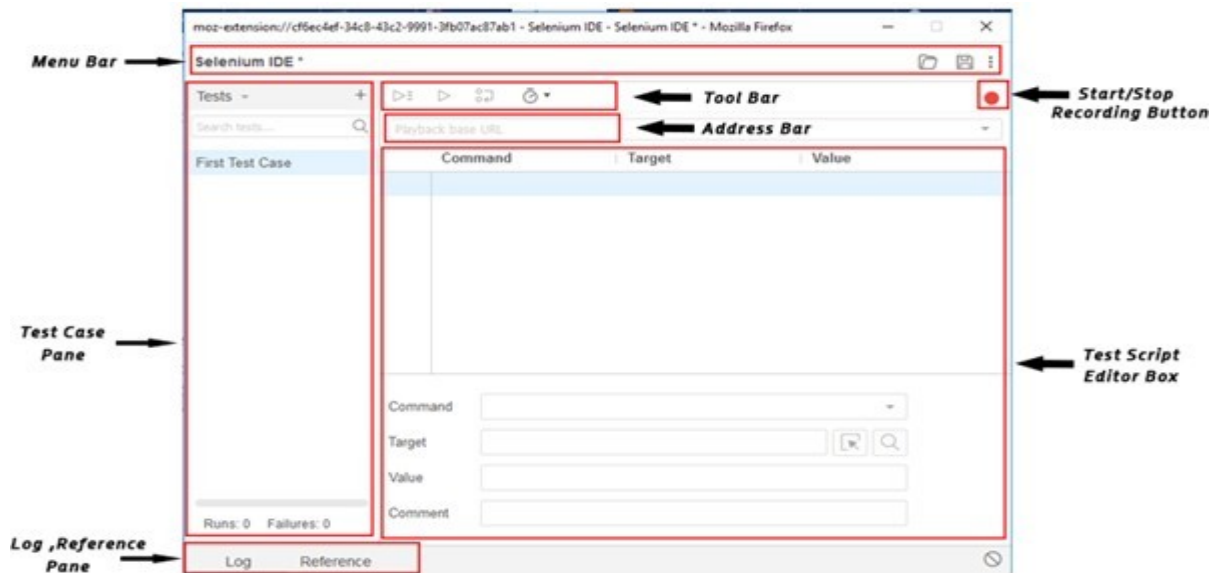 moz-extension://cf6ec4ef-34c8-43c2-9991-3fb07ac87ab1 - Selenium IDE - Selenium IDE * - Mozilla Firefox
Menu Bar
Selenium IDE *
Tests
Tool Bar
Start/Stop
Recording Button
Search tests...
Playback base URL
Address Bar
First Test Case
Command Target Value
Test Case
Pane
Test Script
Editor Box
Command
Target
Value
Comment
Runs: 0 Failures: 0
Log ,Reference
Pane
Log Reference